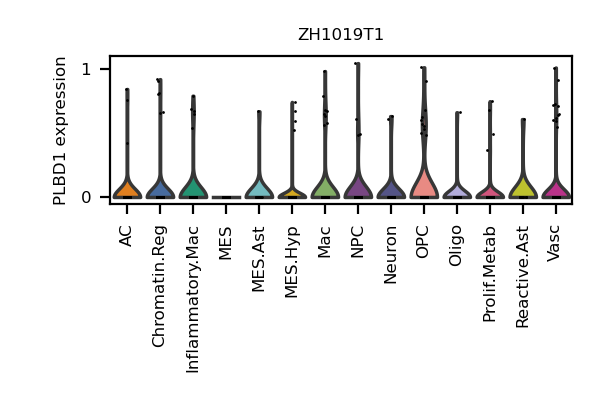 ZH1019T1
PLBD1 expression
1
0
AC
Chromatin.Reg
Inflammatory.Mac
MES
MES.Ast
MES.Hyp
Mac
NPC
Neuron
OPC
Oligo
Prolif.Metab
Reactive.Ast
Vasc